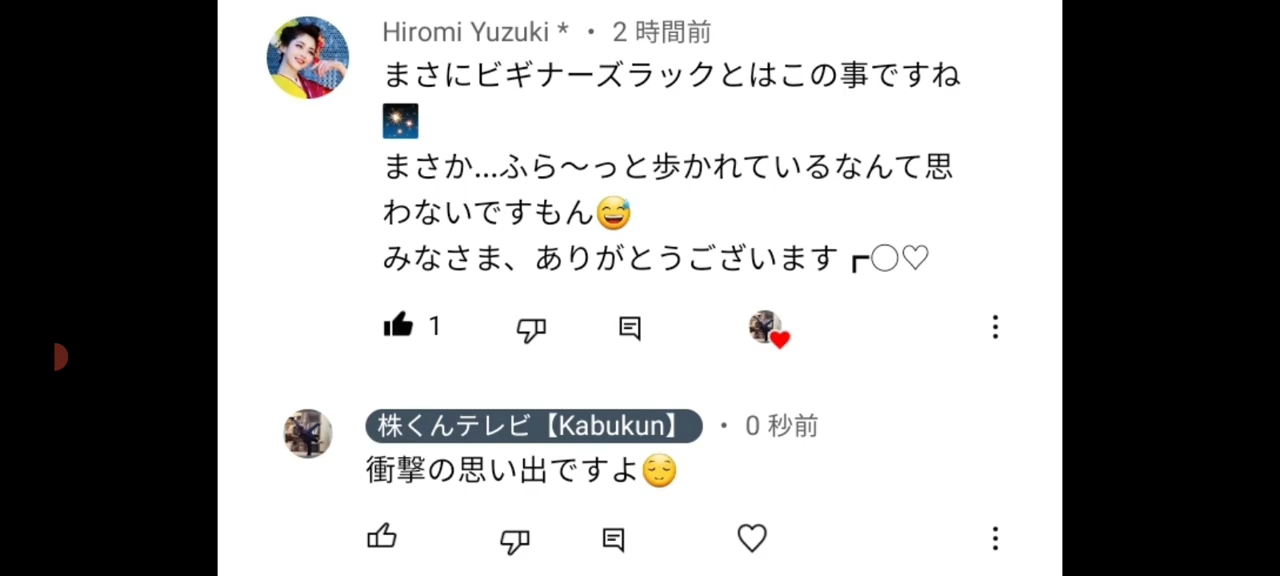 Hiromi Yuzuki * ・ 2 時間前
まさにビギナーズラックとはこの事ですね
🎇
まさか...ふら〜っと歩かれているなんて思
わないですもん😅
みなさま、ありがとうございます┏○♡
1
株くんテレビ【Kabukun】 ・ 0 秒前
衝撃の思い出ですよ😌